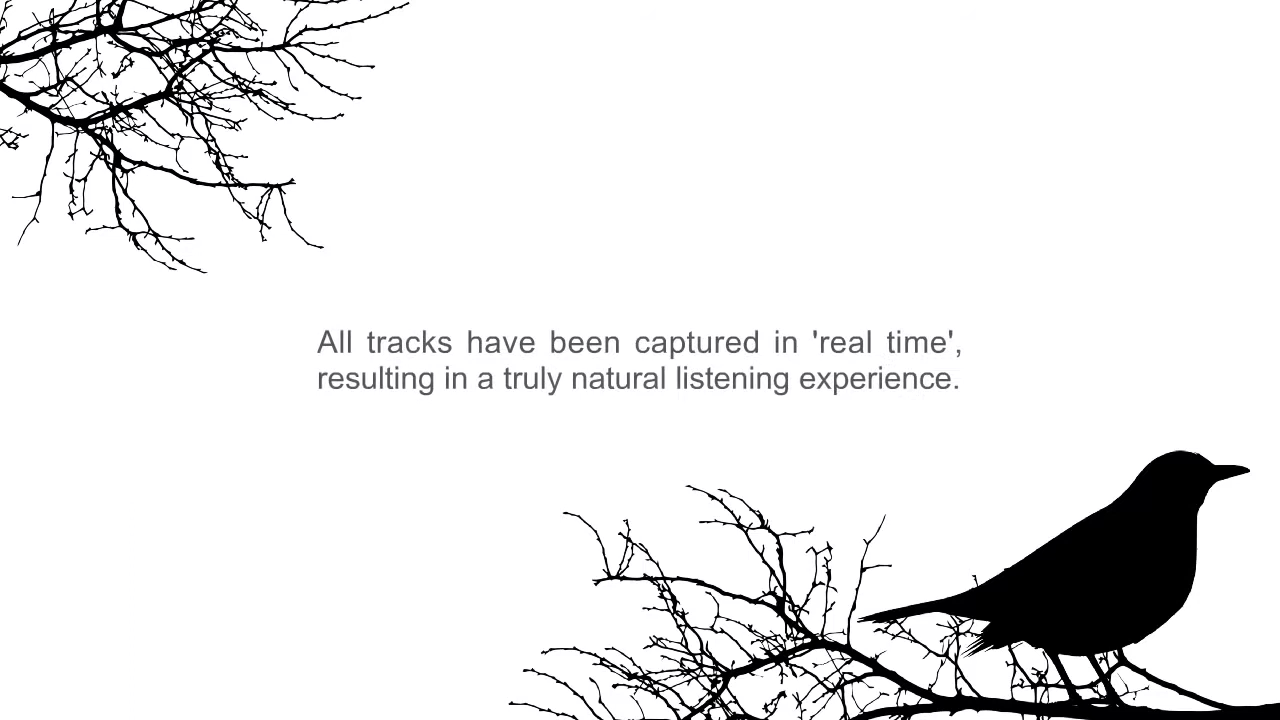 All tracks have been captured in 'real time',
resulting in a truly natural listening experience.